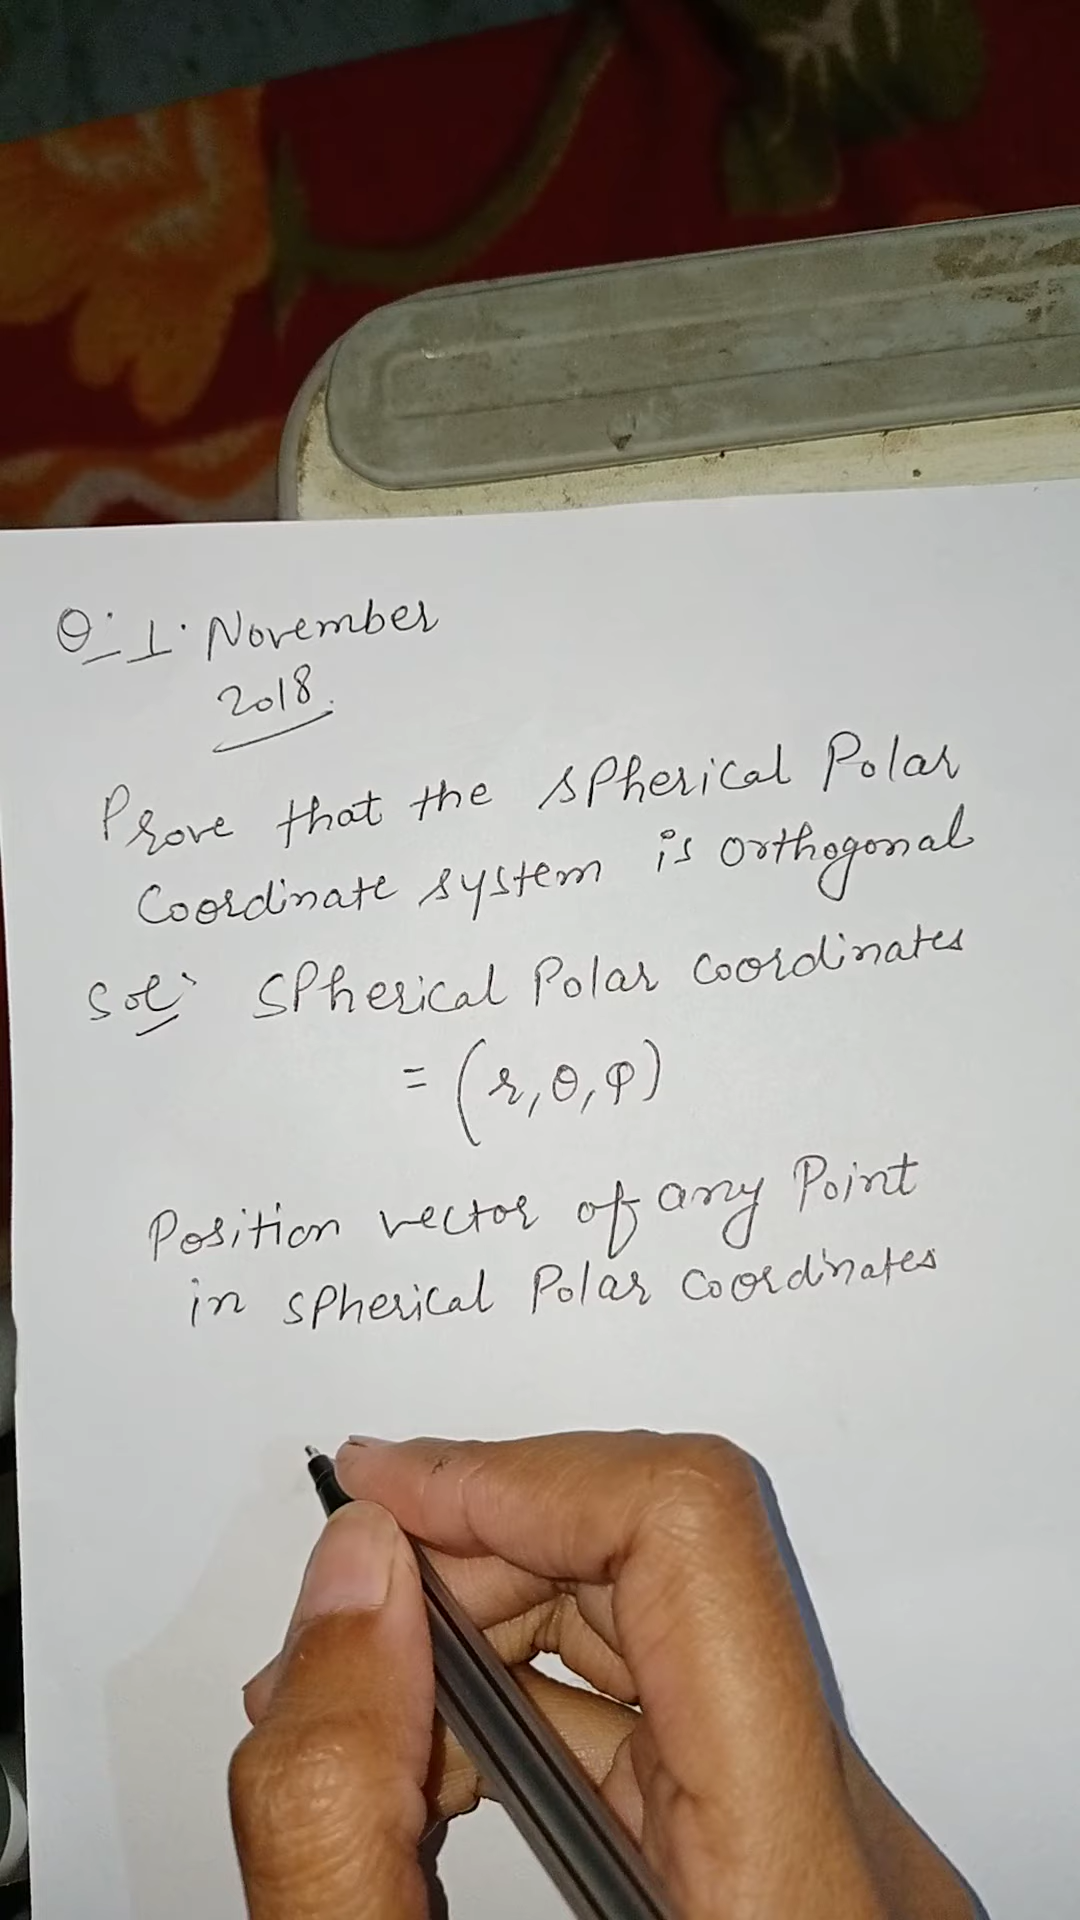 Q:- 1. November
2018.
Prove that the spherical Polar
Coordinate system is orthogonal
Sol: Spherical Polar coordinates
= (r, θ, φ)
Position vector of any Point
in spherical Polar coordinates